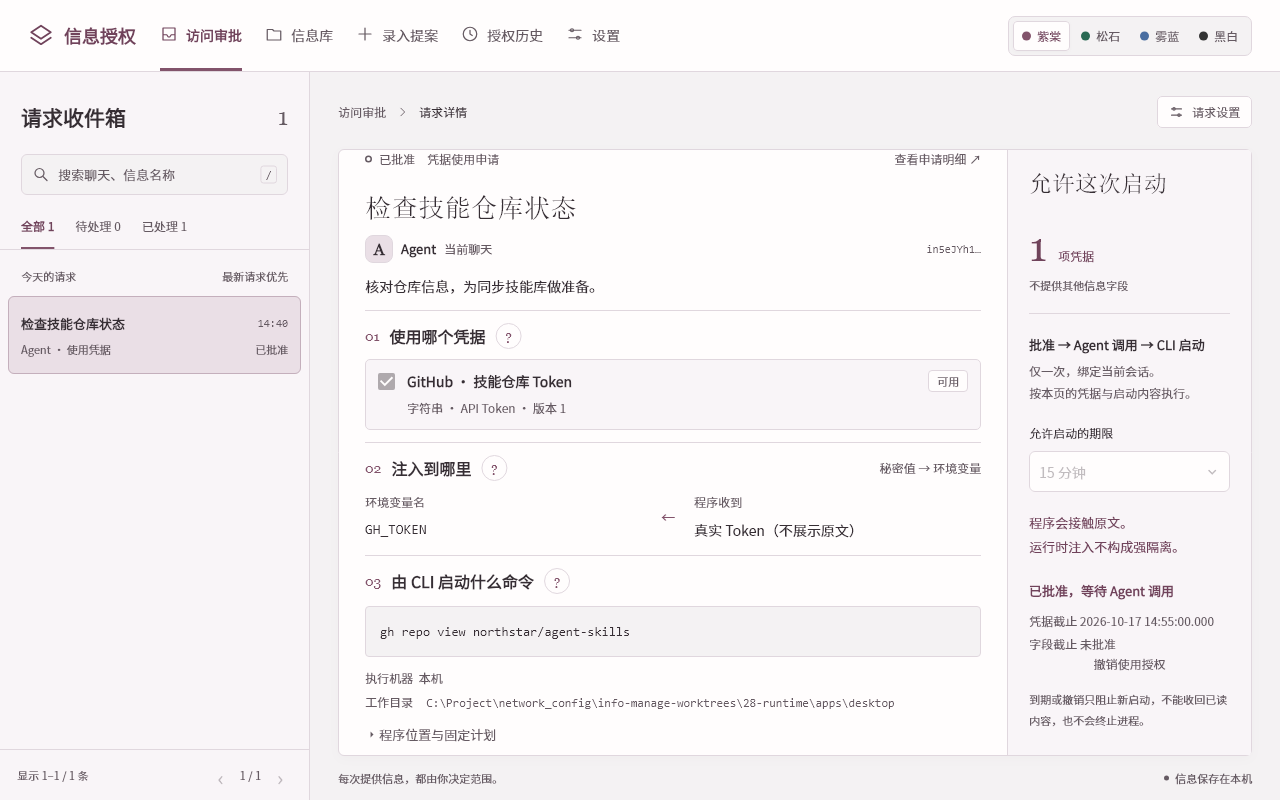 信息授权
访问审批
信息库
录入提案
授权历史
设置
紫棠
松石
雾蓝
黑白
请求收件箱
1
搜索聊天、信息名称
/
全部 1
待处理 0
已处理 1
今天的请求
最新请求优先
检查技能仓库状态
14:40
Agent · 使用凭据
已批准
显示 1–1 / 1 条
‹ 1 / 1 ›
访问审批 > 请求详情
请求设置
已批准 凭据使用申请
查看申请明细 ↗
检查技能仓库状态
A Agent 当前聊天
in5eJYh1…
核对仓库信息，为同步技能库做准备。
01 使用哪个凭据 ?
GitHub · 技能仓库 Token
可用
字符串 · API Token · 版本 1
02 注入到哪里 ?
秘密值 → 环境变量
环境变量名
程序收到
GH_TOKEN
←
真实 Token（不展示原文）
03 由 CLI 启动什么命令 ?
gh repo view northstar/agent-skills
执行机器 本机
工作目录 C:\Project\network_config\info-manage-worktrees\28-runtime\apps\desktop
程序位置与固定计划
允许这次启动
1 项凭据
不提供其他信息字段
批准 → Agent 调用 → CLI 启动
仅一次，绑定当前会话。
按本页的凭据与启动内容执行。
允许启动的期限
15 分钟
程序会接触原文。
运行时注入不构成强隔离。
已批准，等待 Agent 调用
凭据截止 2026-10-17 14:55:00.000
字段截止 未批准
撤销使用授权
到期或撤销只阻止新启动，不能收回已读
内容，也不会终止进程。
每次提供信息，都由你决定范围。
信息保存在本机